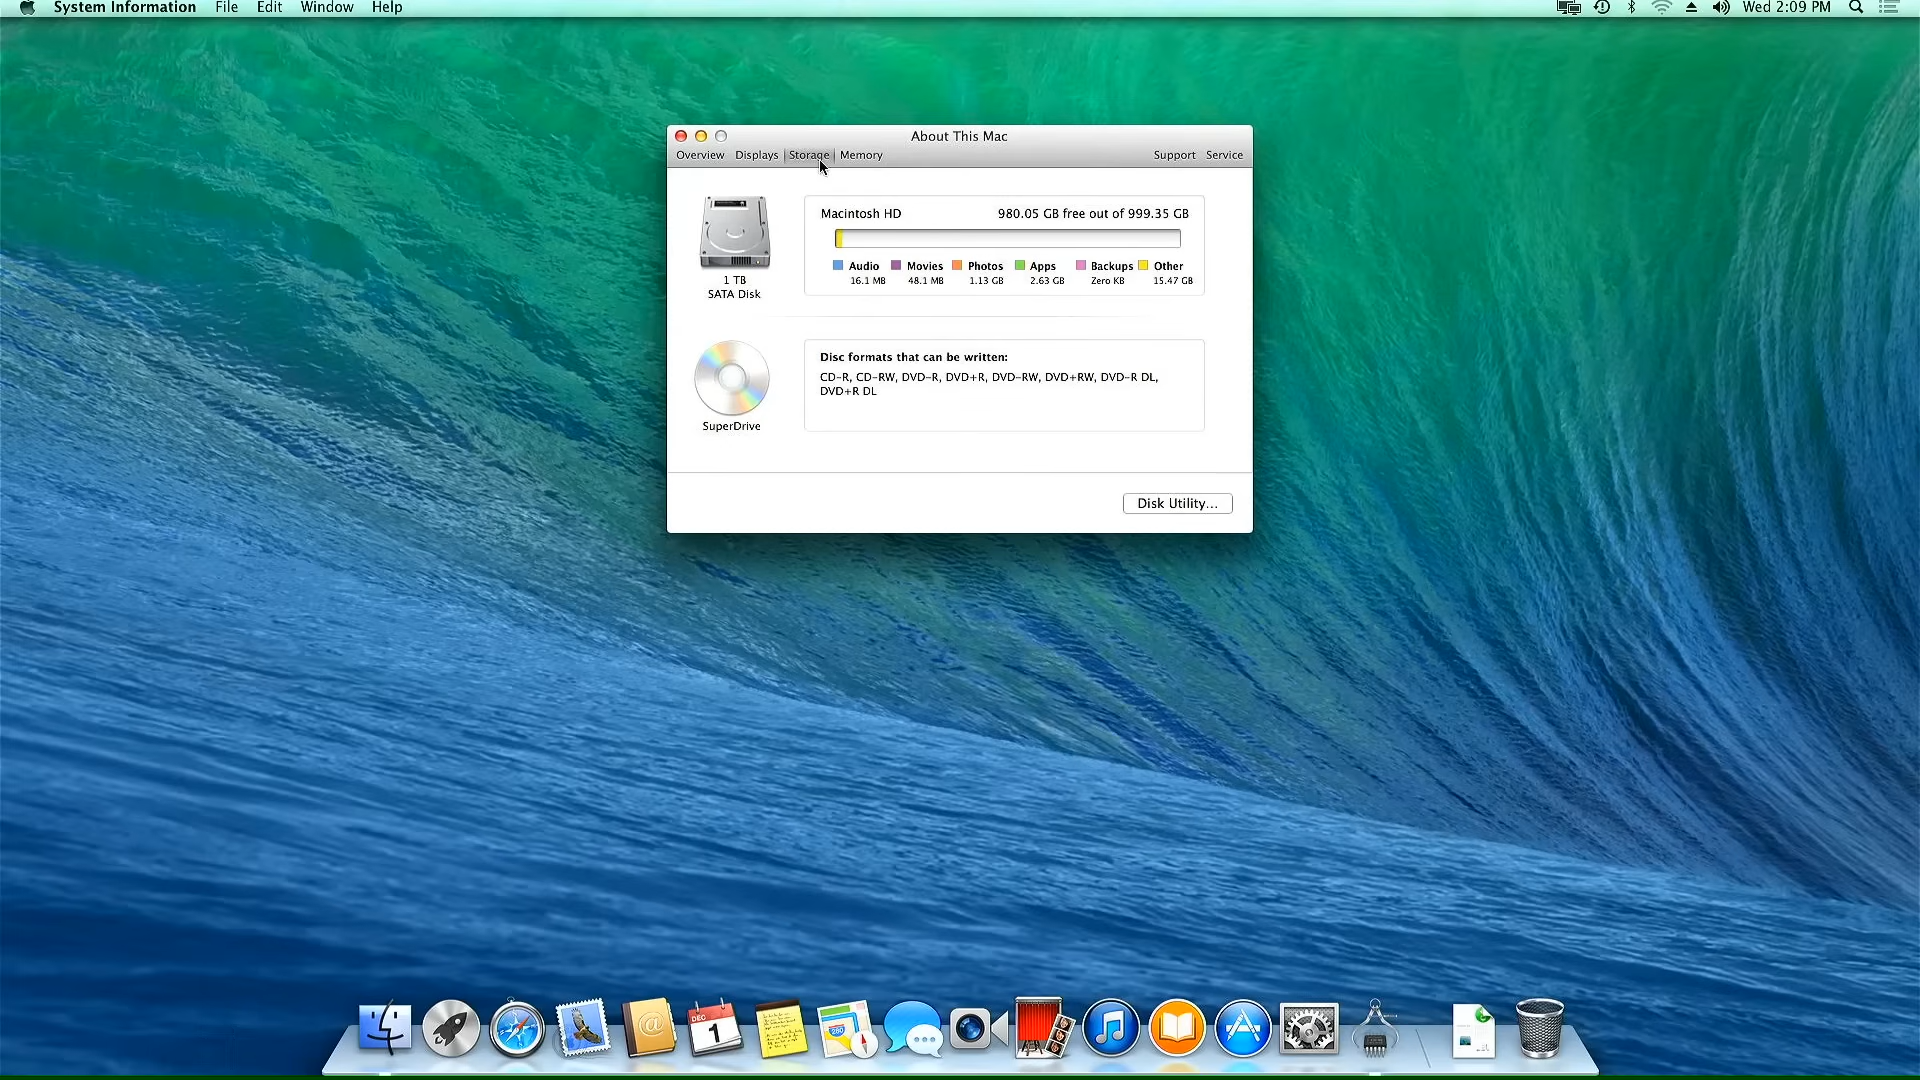 System Information File Edit Window Help
Wed 2:09 PM
About This Mac
Overview Displays Storage Memory Support Service
Macintosh HD 980.05 GB free out of 999.35 GB
Audio Movies Photos Apps Backups Other
16.1 MB 48.1 MB 1.13 GB 2.63 GB Zero KB 15.47 GB
1 TB
SATA Disk
Disc formats that can be written:
CD-R, CD-RW, DVD-R, DVD+R, DVD-RW, DVD+RW, DVD-R DL,
DVD+R DL
SuperDrive
Disk Utility...
DEC
1
280
@